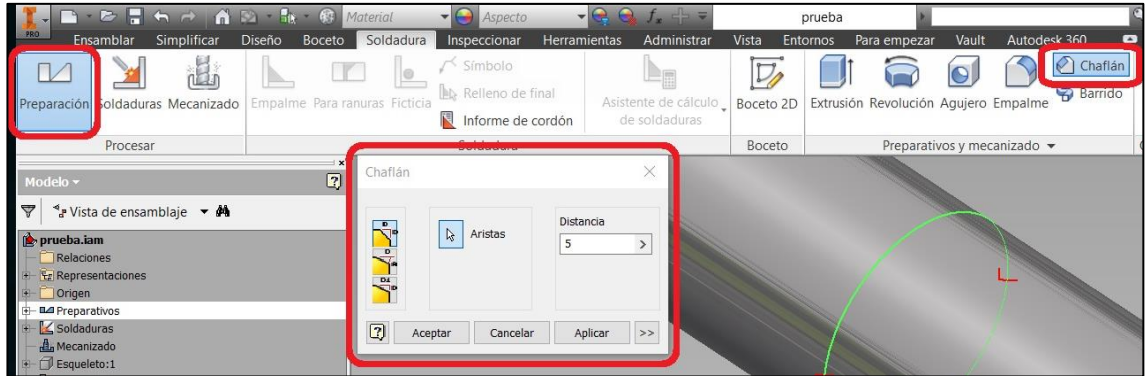 PRO
Material
Aspecto
prueba
Ensamblar Simplificar Diseño Boceto Soldadura Inspeccionar Herramientas Administrar Vista Entornos Para empezar Vault Autodesk 360
Preparación Soldaduras Mecanizado
Empalme Para ranuras Ficticia
Símbolo
Relleno de final
Informe de cordón
Asistente de cálculo
de soldaduras
Boceto 2D
Extrusión Revolución Agujero Empalme
Chaflán
Barrido
Procesar Soldadura Boceto Preparativos y mecanizado
Modelo
Vista de ensamblaje
prueba.iam
Relaciones
Representaciones
Origen
Preparativos
Soldaduras
Mecanizado
Esqueleto:1
Chaflán
Aristas
Distancia
5
Aceptar Cancelar Aplicar >>